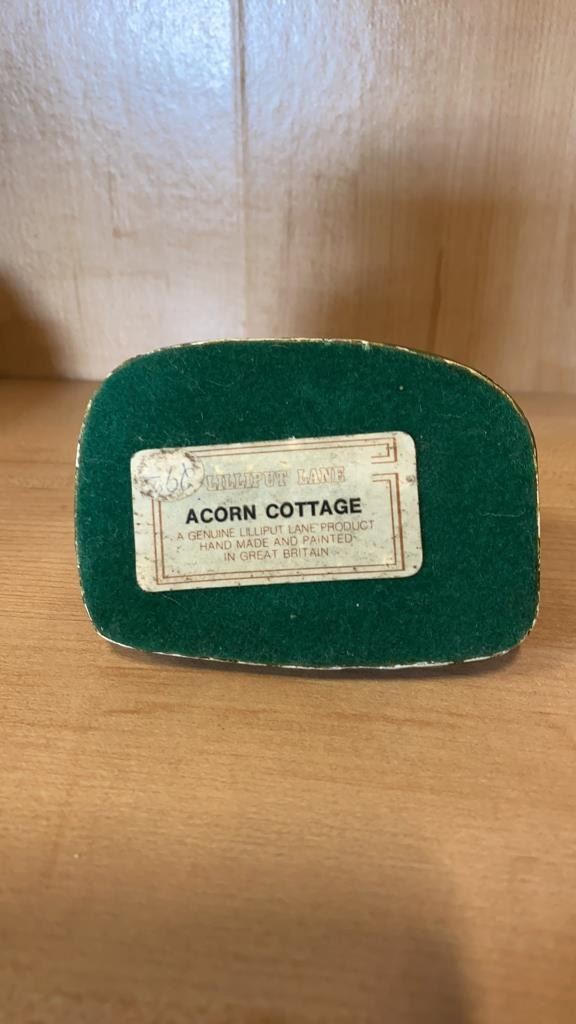 LILLIPUT LANE
ACORN COTTAGE
A GENUINE LILLIPUT LANE PRODUCT
HAND MADE AND PAINTED
IN GREAT BRITAIN